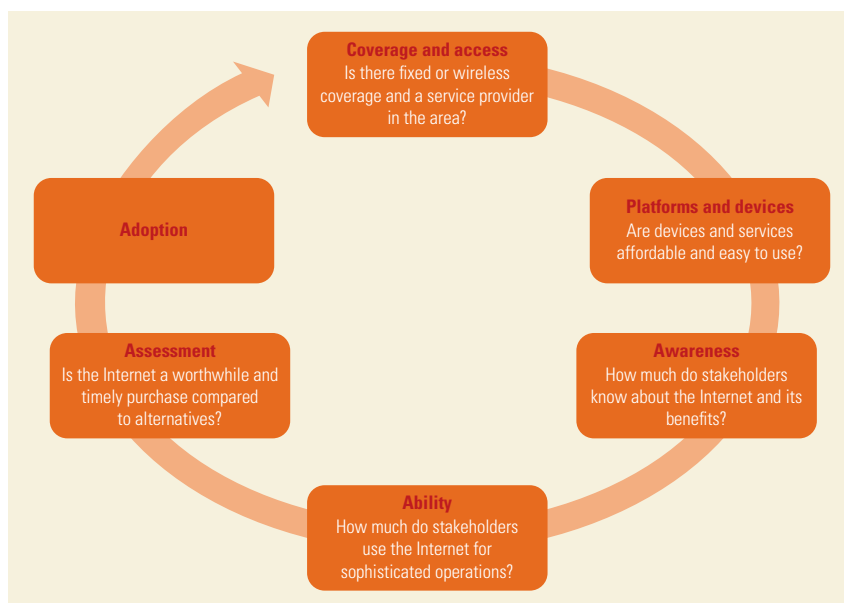 Coverage and access
Is there fixed or wireless
coverage and a service provider
in the area?
Platforms and devices
Are devices and services
affordable and easy to use?
Awareness
How much do stakeholders
know about the Internet and its
benefits?
Ability
How much do stakeholders
use the Internet for
sophisticated operations?
Assessment
Is the Internet a worthwhile and
timely purchase compared
to alternatives?
Adoption